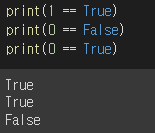 print(1 == True)
print(0 == False)
print(0 == True)
True
True
False